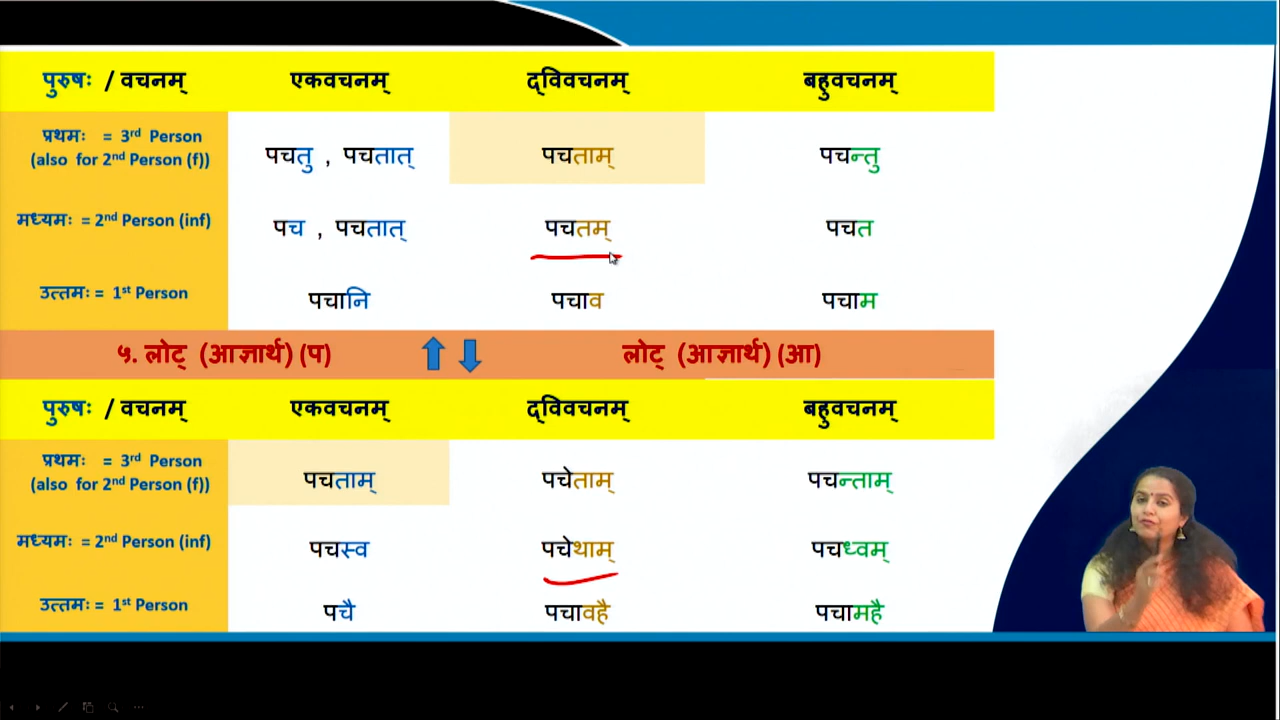 पुरुषः / वचनम् एकवचनम् द्विवचनम् बहुवचनम्
प्रथमः = 3rd Person
(also for 2nd Person (f))
पचतु , पचतात् पचताम् पचन्तु
मध्यमः = 2nd Person (inf) पच , पचतात् पचतम् पचत
उत्तमः = 1st Person पचानि पचाव पचाम
५. लोट् (आज्ञार्थ) (प) लोट् (आज्ञार्थ) (आ)
पुरुषः / वचनम् एकवचनम् द्विवचनम् बहुवचनम्
प्रथमः = 3rd Person
(also for 2nd Person (f))
पचताम् पचेताम् पचन्ताम्
मध्यमः = 2nd Person (inf) पचस्व पचेथाम् पचध्वम्
उत्तमः = 1st Person पचै पचावहै पचामहै